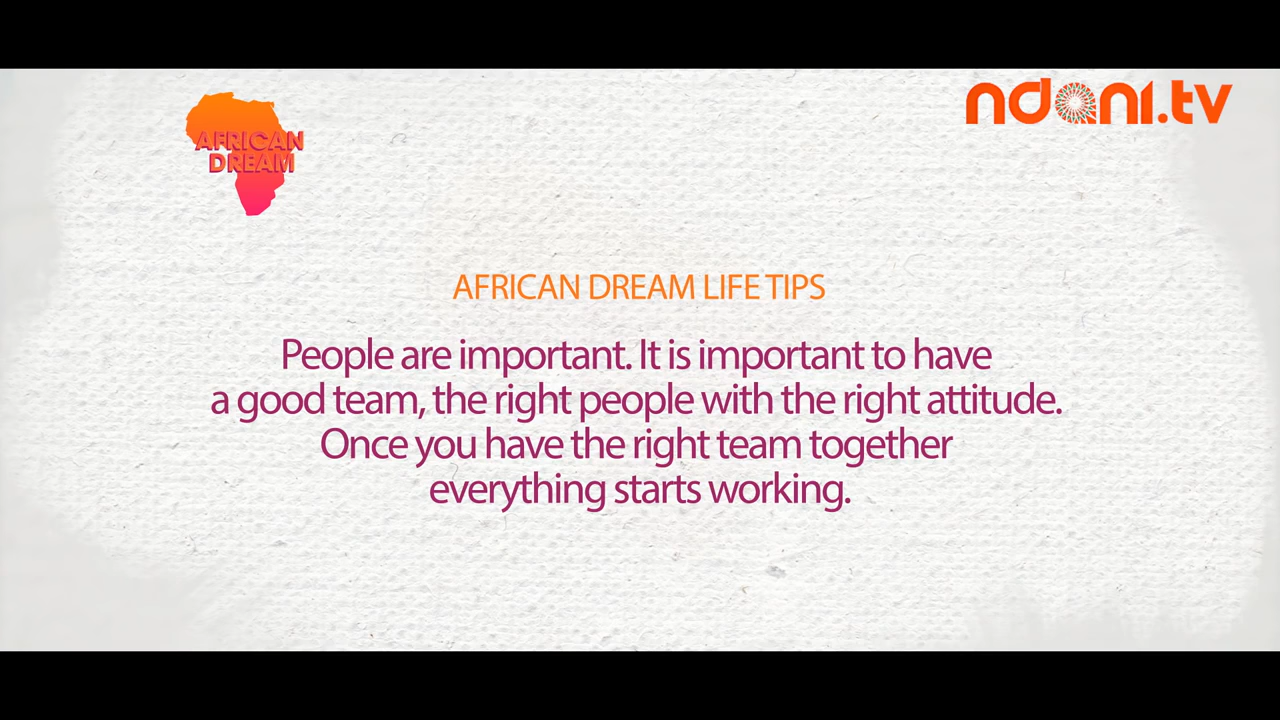 ndani.tv
AFRICAN
DREAM
AFRICAN DREAM LIFE TIPS
People are important. It is important to have
a good team, the right people with the right attitude.
Once you have the right team together
everything starts working.